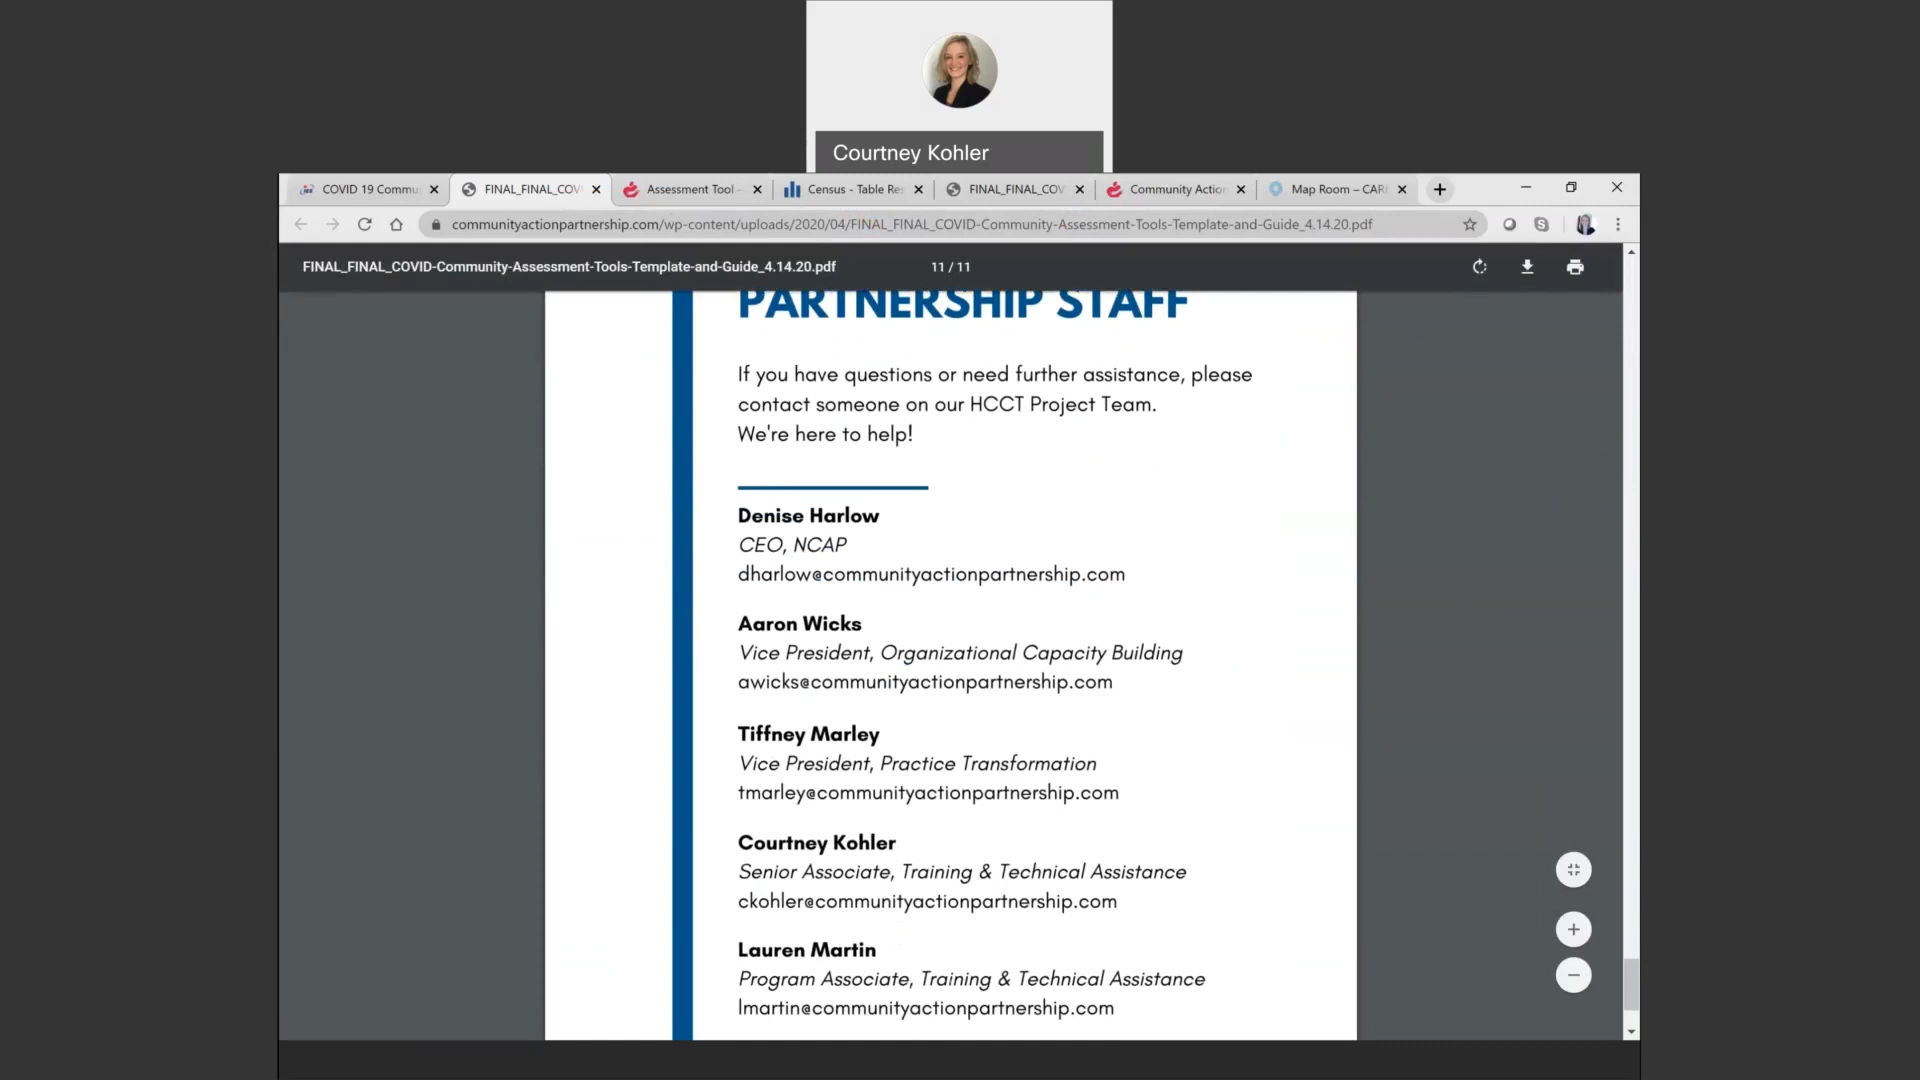 Courtney Kohler
COVID 19 Commu
FINAL_FINAL_COV
Assessment Tool –
Census - Table Res
FINAL_FINAL_COV
Community Action
Map Room – CARE
communityactionpartnership.com/wp-content/uploads/2020/04/FINAL_FINAL_COVID-Community-Assessment-Tools-Template-and-Guide_4.14.20.pdf
FINAL_FINAL_COVID-Community-Assessment-Tools-Template-and-Guide_4.14.20.pdf
11 / 11
PARTNERSHIP STAFF
If you have questions or need further assistance, please
contact someone on our HCCT Project Team.
We're here to help!
Denise Harlow
CEO, NCAP
dharlow@communityactionpartnership.com
Aaron Wicks
Vice President, Organizational Capacity Building
awicks@communityactionpartnership.com
Tiffney Marley
Vice President, Practice Transformation
tmarley@communityactionpartnership.com
Courtney Kohler
Senior Associate, Training & Technical Assistance
ckohler@communityactionpartnership.com
Lauren Martin
Program Associate, Training & Technical Assistance
lmartin@communityactionpartnership.com